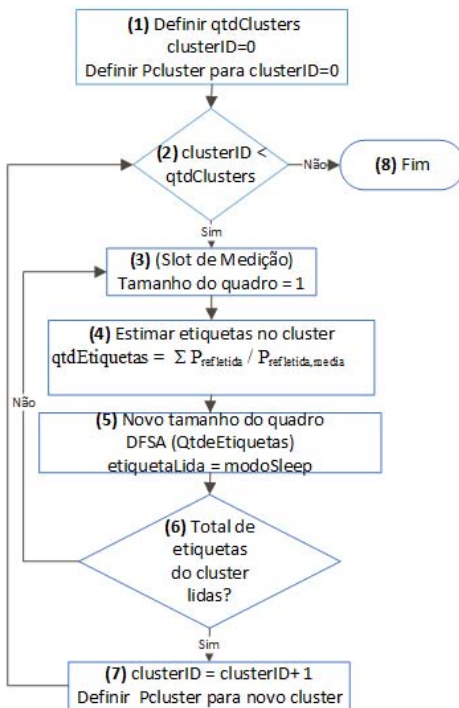 (1) Definir qtdClusters
clusterID=0
Definir Pcluster para clusterID=0
(2) clusterID <
qtdClusters
Não
(8) Fim
Sim
(3) (Slot de Medição)
Tamanho do quadro = 1
(4) Estimar etiquetas no cluster
qtdEtiquetas = Σ Prefletida / Prefletida,media
Não
(5) Novo tamanho do quadro
DFSA (QtdeEtiquetas)
etiquetaLida = modoSleep
(6) Total de
etiquetas
do cluster
lidas?
Sim
(7) clusterID = clusterID+ 1
Definir Pcluster para novo cluster